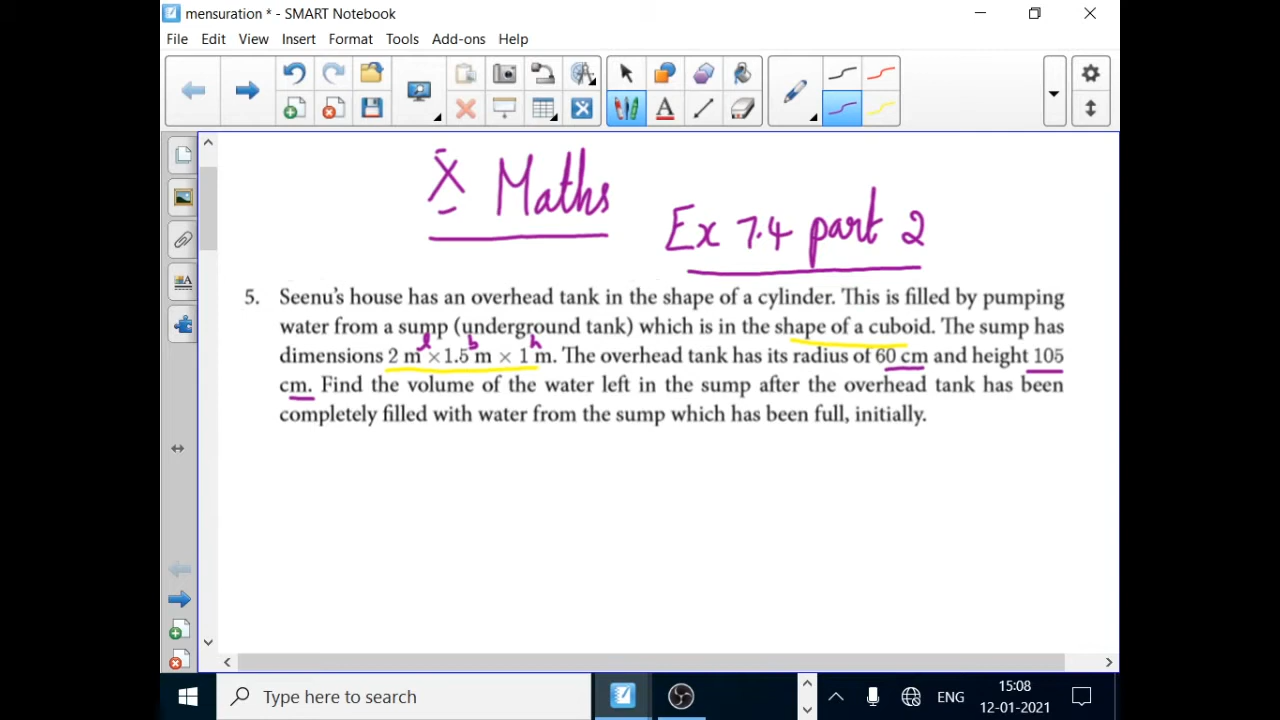 mensuration * - SMART Notebook
File Edit View Insert Format Tools Add-ons Help
X Maths
Ex 7.4 part 2
5. Seenu's house has an overhead tank in the shape of a cylinder. This is filled by pumping
water from a sump (underground tank) which is in the shape of a cuboid. The sump has
l b h
dimensions 2 m × 1.5 m × 1 m. The overhead tank has its radius of 60 cm and height 105
cm. Find the volume of the water left in the sump after the overhead tank has been
completely filled with water from the sump which has been full, initially.
Type here to search
ENG
15:08
12-01-2021